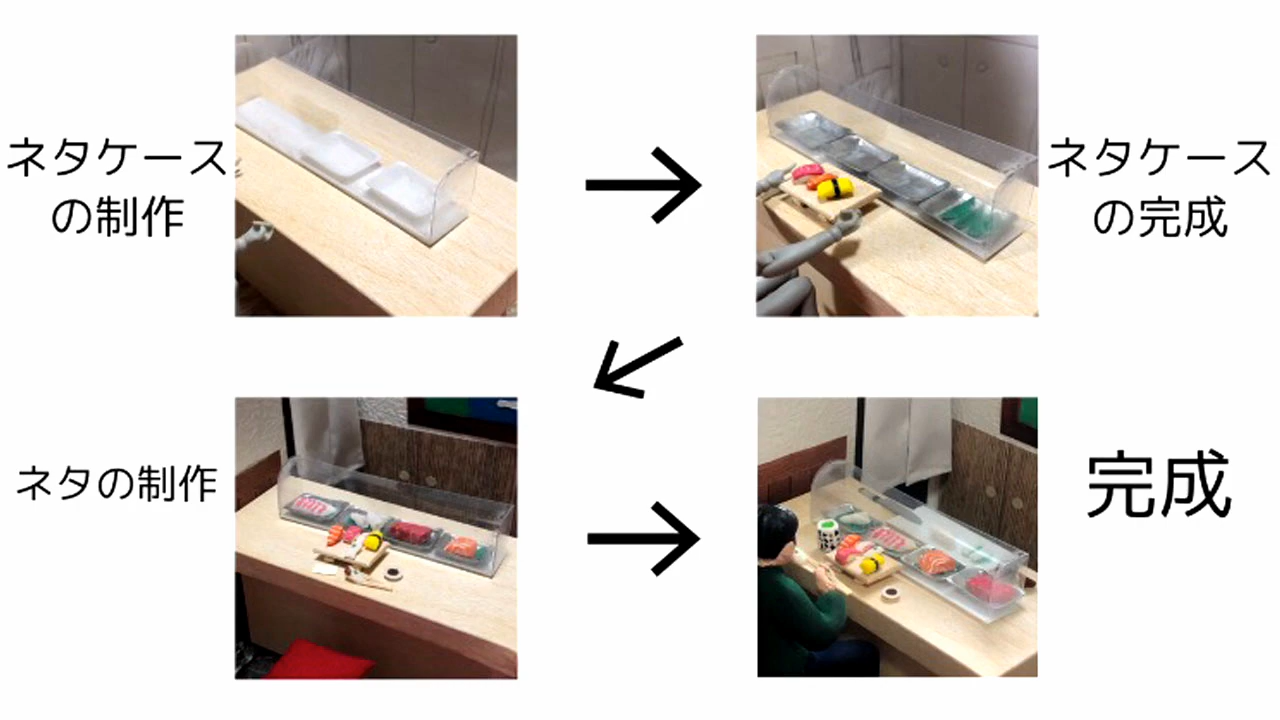 ネタケース
の制作
ネタケース
の完成
ネタの制作
完成